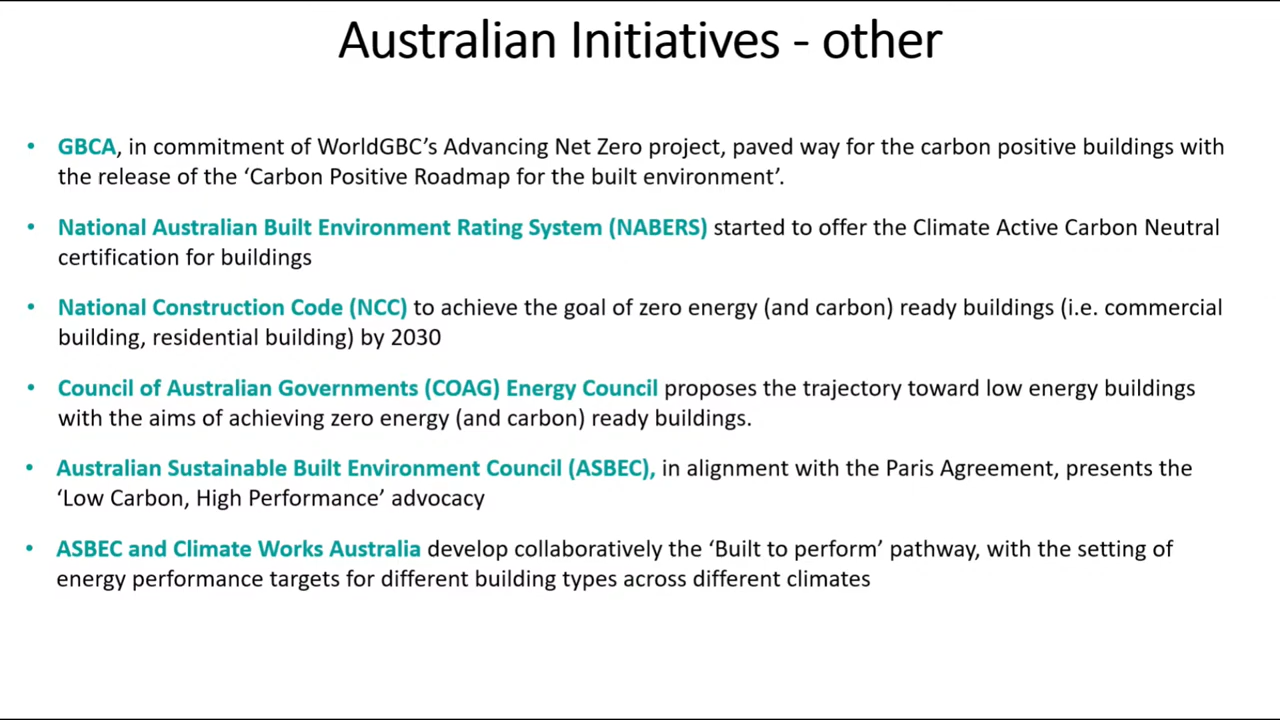 Australian Initiatives - other
• GBCA, in commitment of WorldGBC’s Advancing Net Zero project, paved way for the carbon positive buildings with
the release of the ‘Carbon Positive Roadmap for the built environment’.
• National Australian Built Environment Rating System (NABERS) started to offer the Climate Active Carbon Neutral
certification for buildings
• National Construction Code (NCC) to achieve the goal of zero energy (and carbon) ready buildings (i.e. commercial
building, residential building) by 2030
• Council of Australian Governments (COAG) Energy Council proposes the trajectory toward low energy buildings
with the aims of achieving zero energy (and carbon) ready buildings.
• Australian Sustainable Built Environment Council (ASBEC), in alignment with the Paris Agreement, presents the
‘Low Carbon, High Performance’ advocacy
• ASBEC and Climate Works Australia develop collaboratively the ‘Built to perform’ pathway, with the setting of
energy performance targets for different building types across different climates